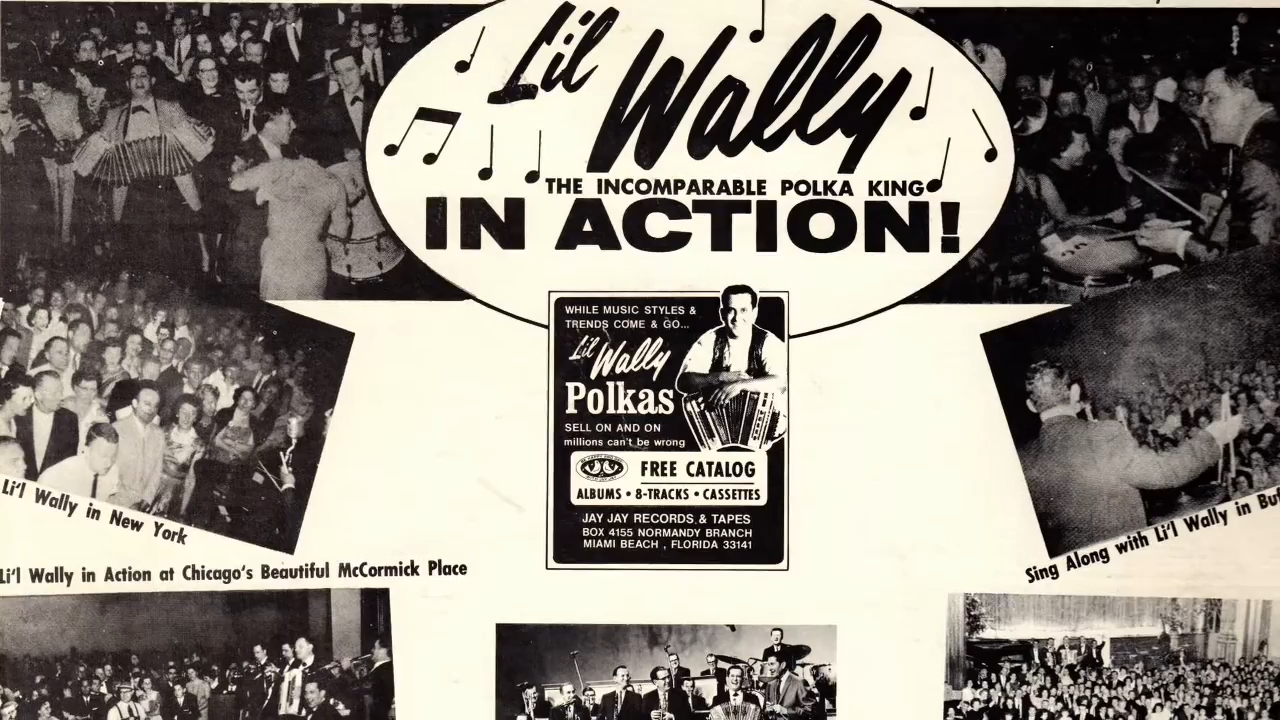 Li'l Wally
THE INCOMPARABLE POLKA KING
IN ACTION!
WHILE MUSIC STYLES &
TRENDS COME & GO...
Li'l Wally
Polkas
SELL ON AND ON
millions can't be wrong
FREE CATALOG
ALBUMS • 8-TRACKS • CASSETTES
JAY JAY RECORDS & TAPES
BOX 4155 NORMANDY BRANCH
MIAMI BEACH , FLORIDA 33141
Li'l Wally in New York
Sing Along with Li'l Wally in
Li'l Wally in Action at Chicago's Beautiful McCormick Place